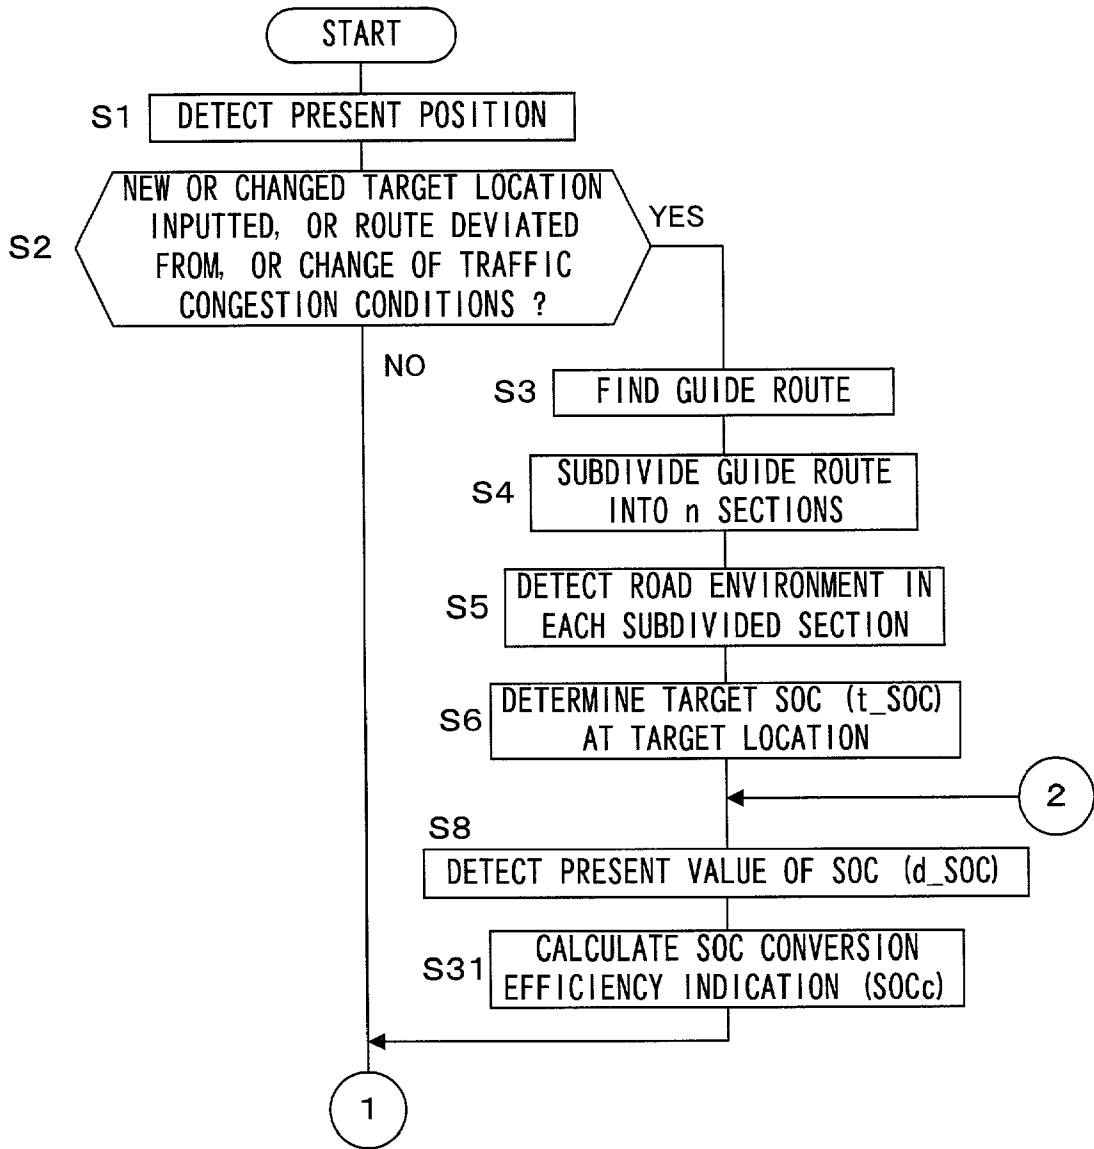 START
S1
DETECT PRESENT POSITION
S2
NEW OR CHANGED TARGET LOCATION
INPUTTED, OR ROUTE DEVIATED
FROM, OR CHANGE OF TRAFFIC
CONGESTION CONDITIONS ?
YES
NO
S3
FIND GUIDE ROUTE
S4
SUBDIVIDE GUIDE ROUTE
INTO n SECTIONS
S5
DETECT ROAD ENVIRONMENT IN
EACH SUBDIVIDED SECTION
S6
DETERMINE TARGET SOC (t_SOC)
AT TARGET LOCATION
2
S8
DETECT PRESENT VALUE OF SOC (d_SOC)
S31
CALCULATE SOC CONVERSION
EFFICIENCY INDICATION (SOCc)
1